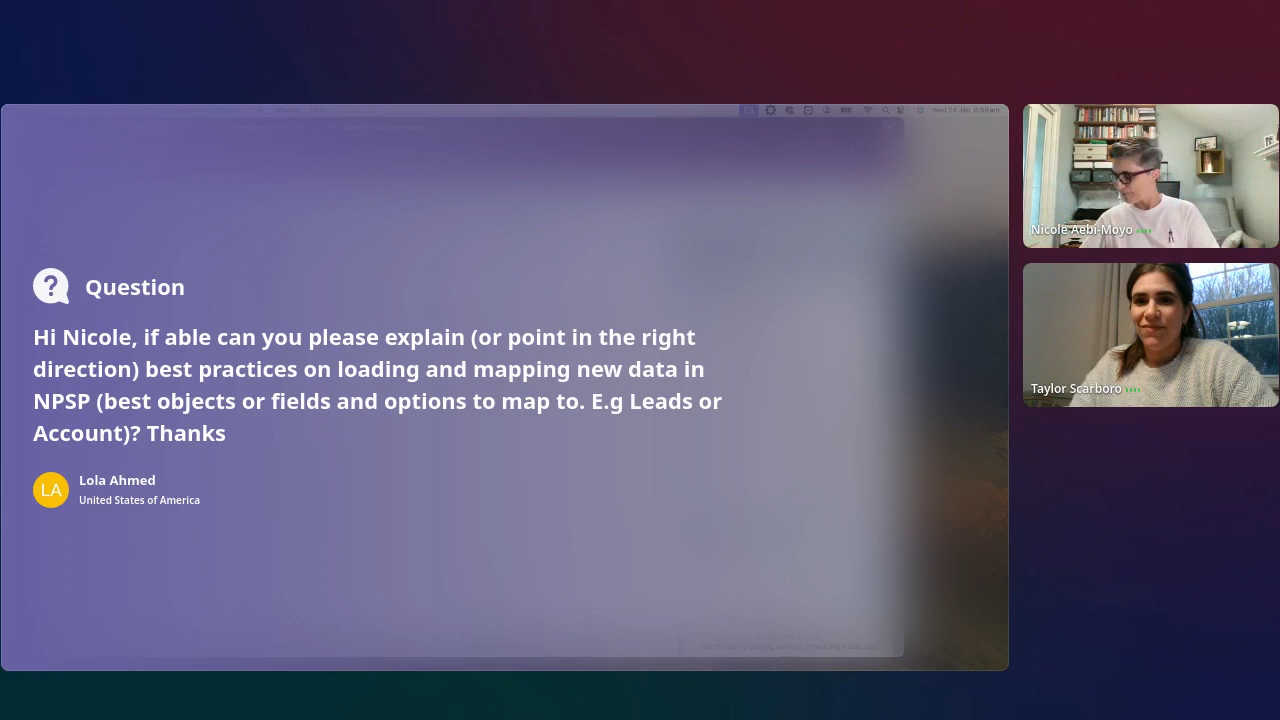 Question
Hi Nicole, if able can you please explain (or point in the right
direction) best practices on loading and mapping new data in
NPSP (best objects or fields and options to map to. E.g Leads or
Account)? Thanks
LA
Lola Ahmed
United States of America
Nicole Aebi-Moyo
Taylor Scarboro